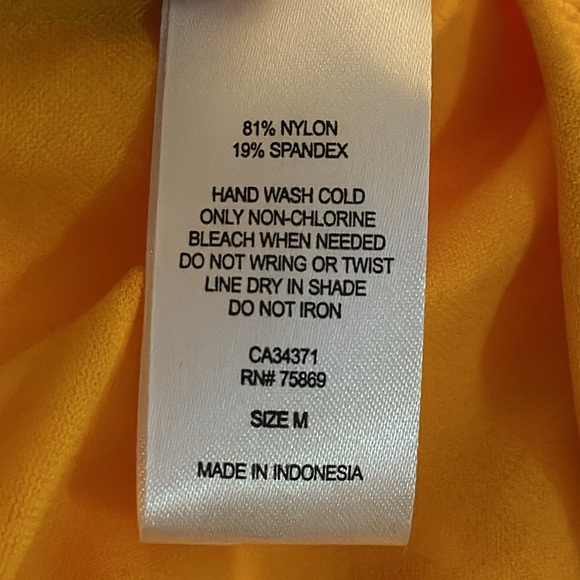 81% NYLON
19% SPANDEX
HAND WASH COLD
ONLY NON-CHLORINE
BLEACH WHEN NEEDED
DO NOT WRING OR TWIST
LINE DRY IN SHADE
DO NOT IRON
CA34371
RN# 75869
SIZE M
MADE IN INDONESIA